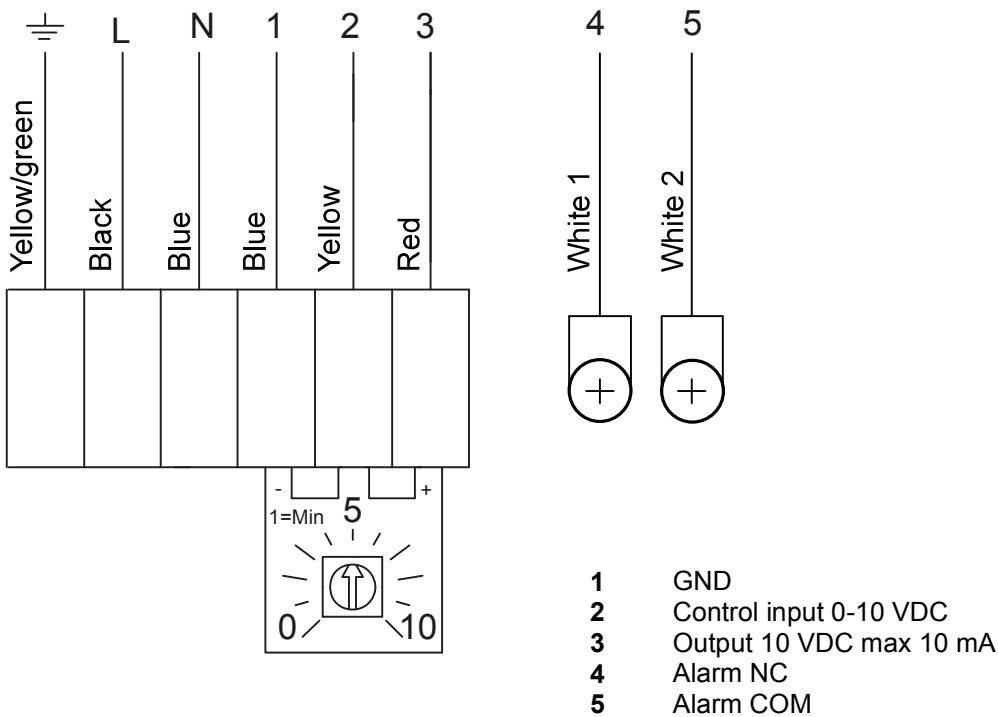 L N 1 2 3 4 5
Yellow/green
Black
Blue
Blue
Yellow
Red
White 1
White 2
- +
1=Min 5
0 10
1 GND
2 Control input 0-10 VDC
3 Output 10 VDC max 10 mA
4 Alarm NC
5 Alarm COM